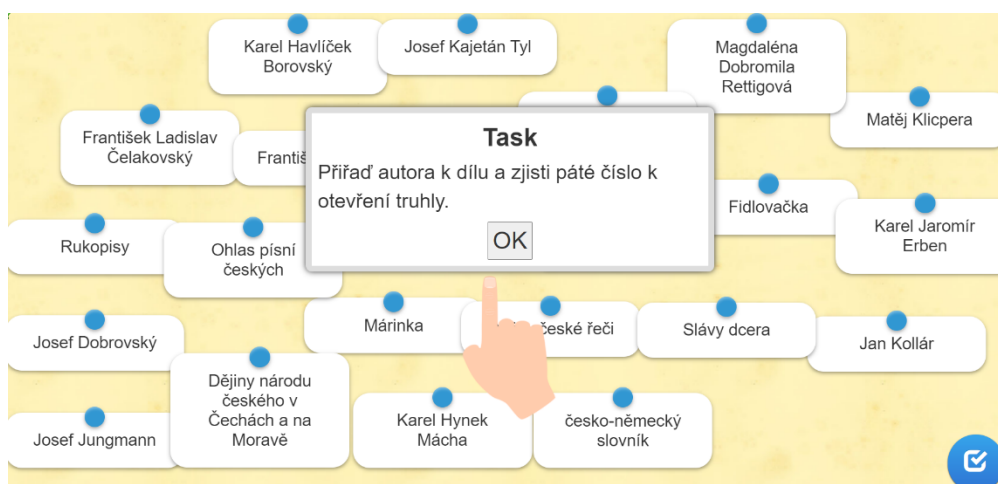 Karel Havlíček
Borovský
Josef Kajetán Tyl
Magdaléna
Dobromila
Rettigová
Matěj Klicpera
František Ladislav
Čelakovský
Task
Přiřaď autora k dílu a zjisti páté číslo k
otevření truhly.
OK
Fidlovačka
Karel Jaromír
Erben
Rukopisy
Ohlas písní
českých
Márinka
české řeči
Slávy dcera
Josef Dobrovský
Jan Kollár
Dějiny národu
českého v
Čechách a na
Moravě
Josef Jungmann
Karel Hynek
Mácha
česko-německý
slovník